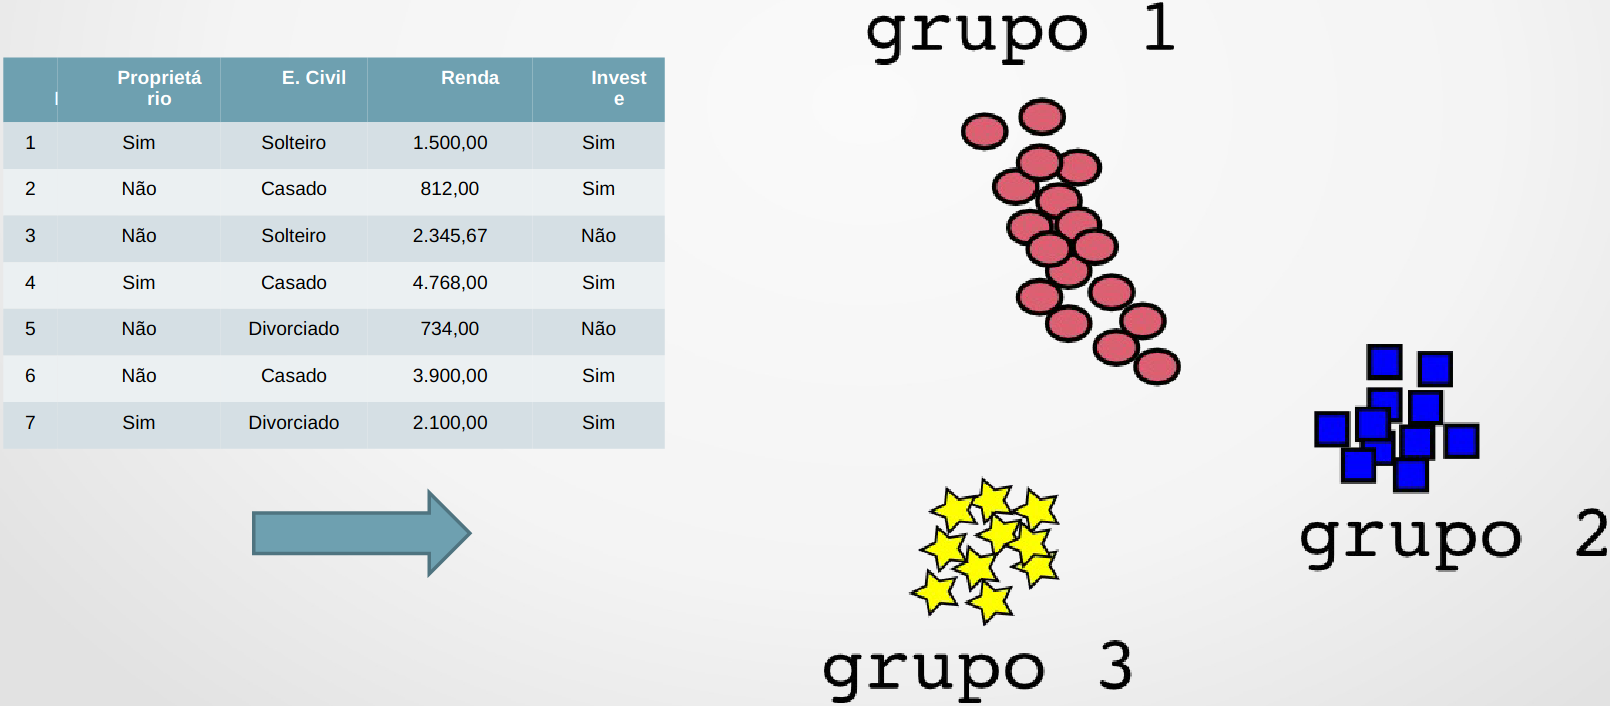 grupo 1
Proprietá
rio
E. Civil
Renda
Invest
e
1 Sim Solteiro 1.500,00 Sim
2 Não Casado 812,00 Sim
3 Não Solteiro 2.345,67 Não
4 Sim Casado 4.768,00 Sim
5 Não Divorciado 734,00 Não
6 Não Casado 3.900,00 Sim
7 Sim Divorciado 2.100,00 Sim
grupo 2
grupo 3